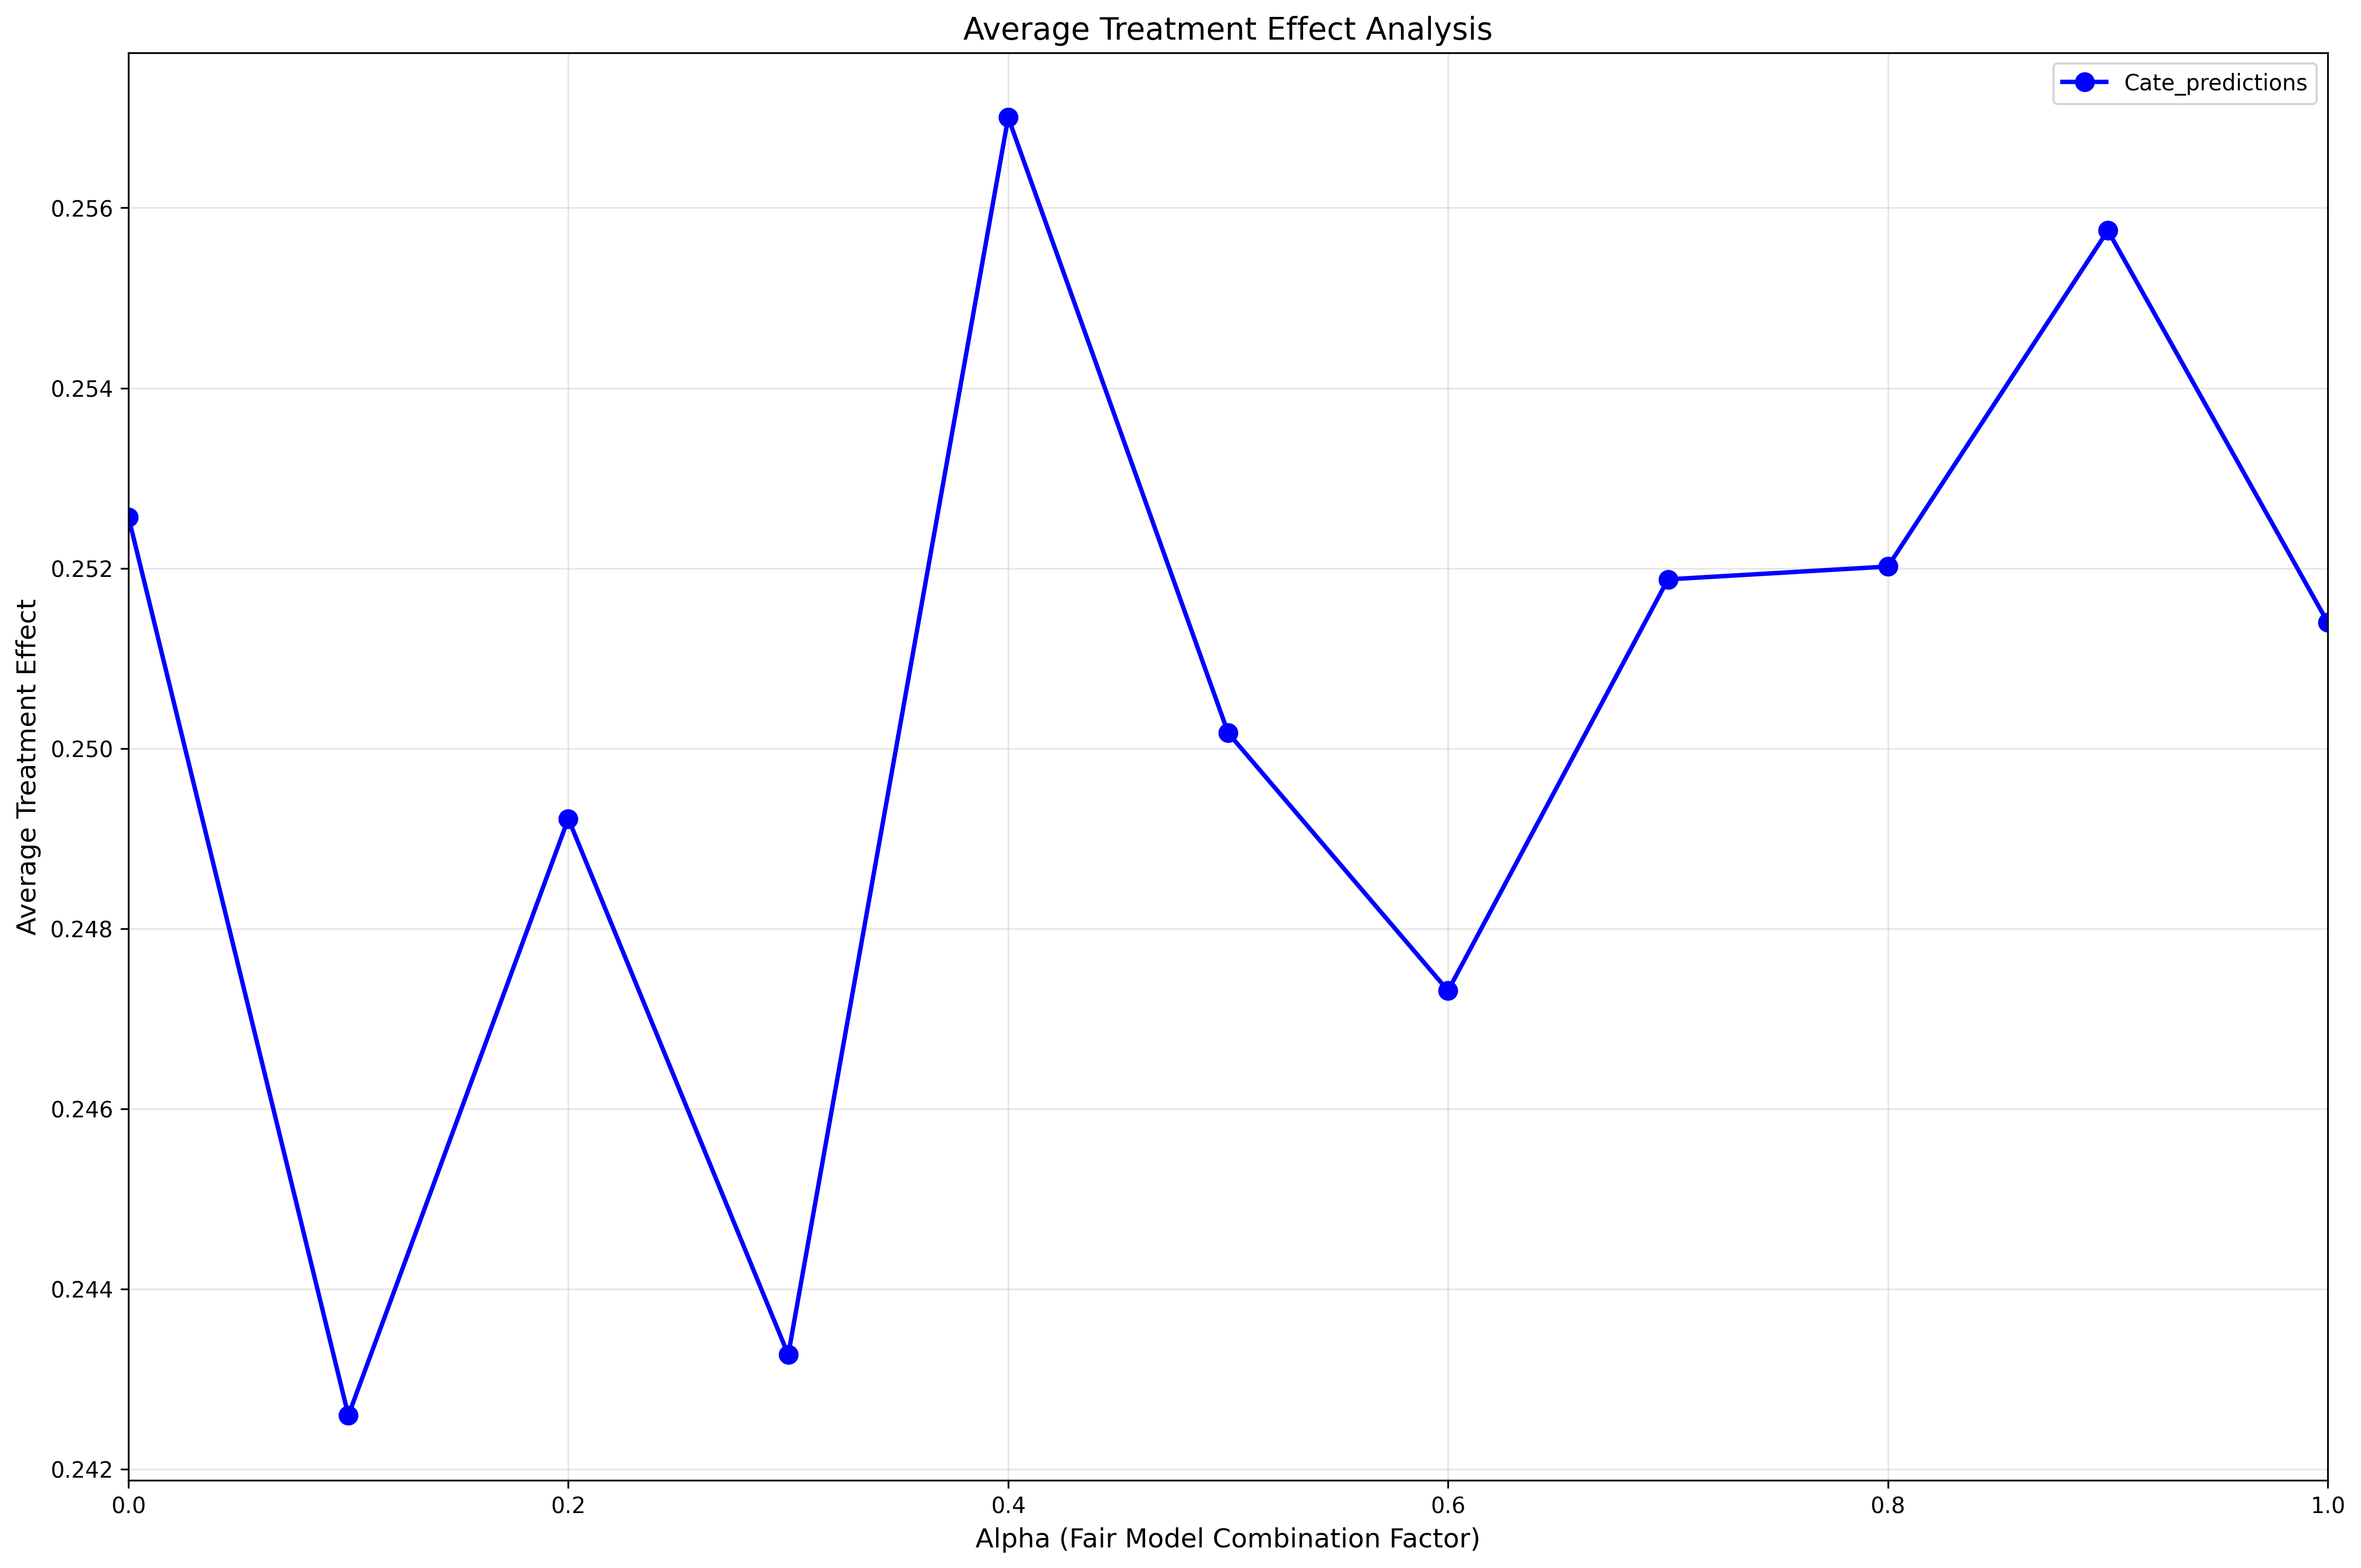 Average Treatment Effect Analysis
Cate_predictions
Average Treatment Effect
0.256
0.254
0.252
0.250
0.248
0.246
0.244
0.242
0.0 0.2 0.4 0.6 0.8 1.0
Alpha (Fair Model Combination Factor)